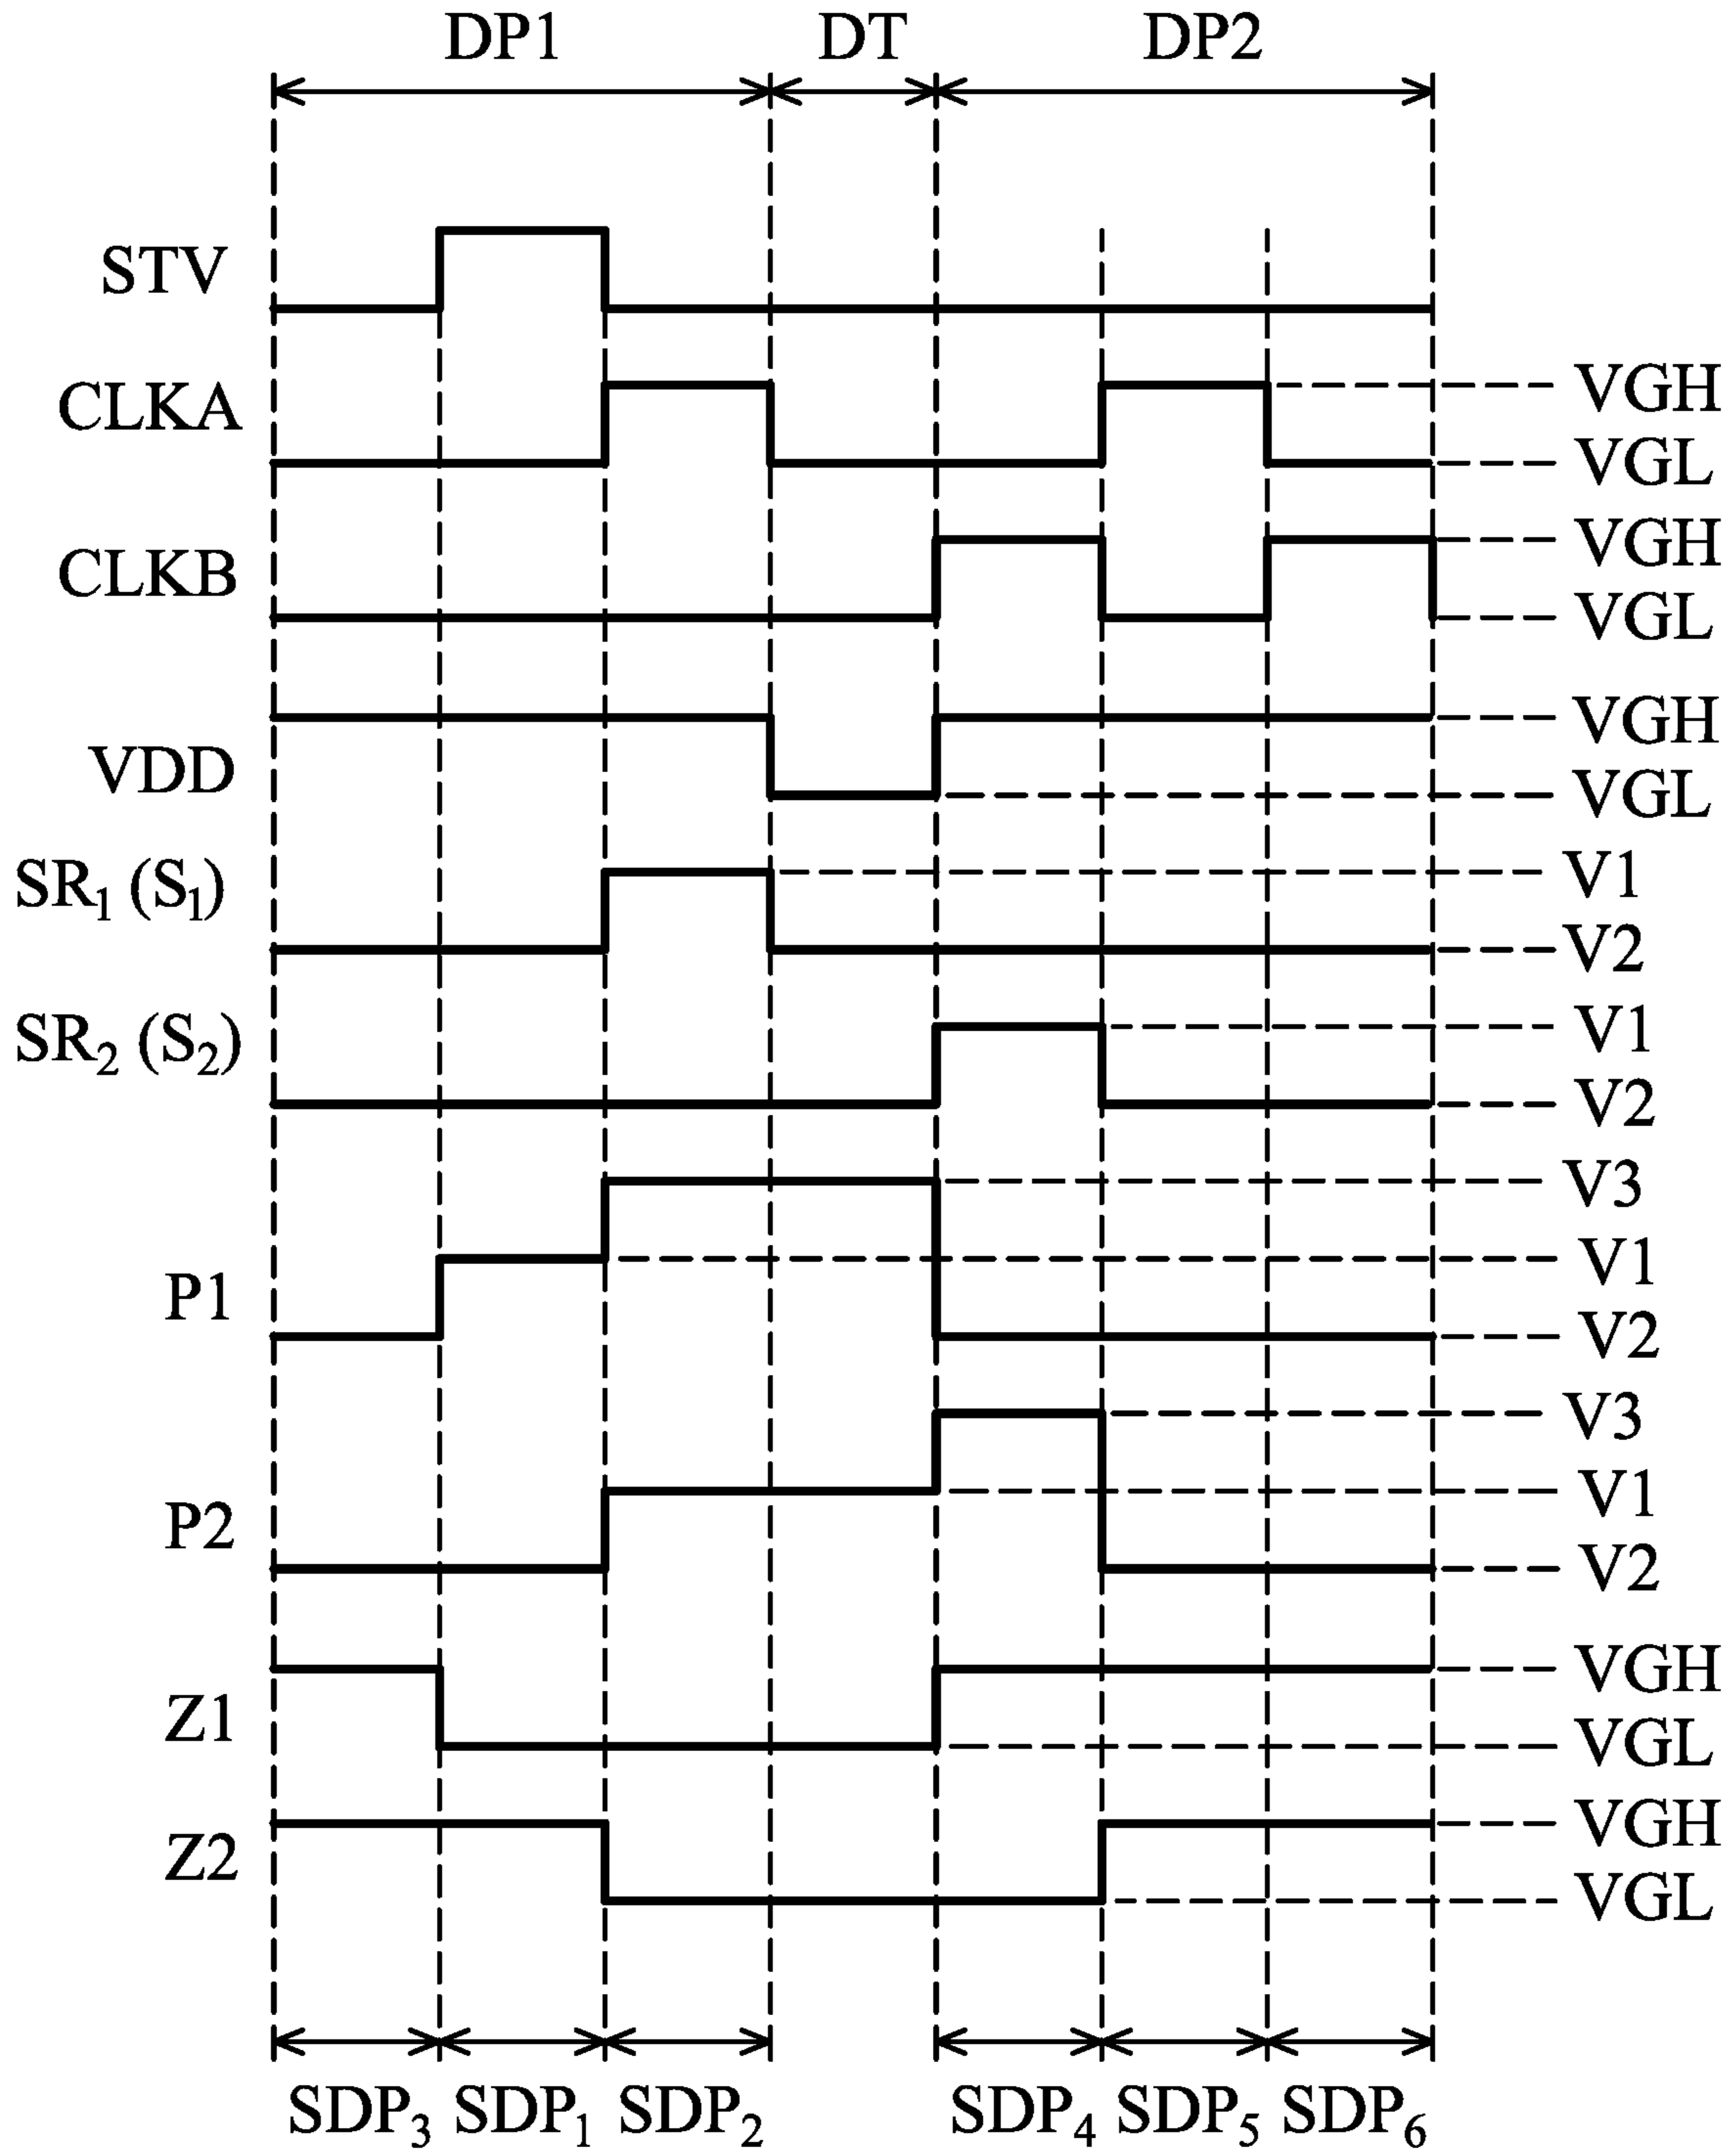 DP1 DT DP2
STV
CLKA VGH
VGL
CLKB VGH
VGL
VDD VGH
VGL
SR₁ (S₁) V1
V2
SR₂ (S₂) V1
V2
V3
P1 V1
V2
V3
P2 V1
V2
Z1 VGH
VGL
Z2 VGH
VGL
SDP₃ SDP₁ SDP₂ SDP₄ SDP₅ SDP₆